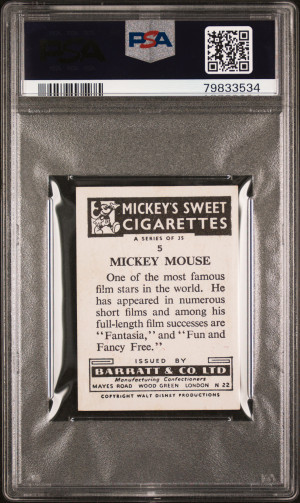 PSA
79833534
MICKEY'S SWEET
CIGARETTES
A SERIES OF 25
5
MICKEY MOUSE
One of the most famous
film stars in the world. He
has appeared in numerous
short films and among his
full-length film successes are
"Fantasia," and "Fun and
Fancy Free."
ISSUED BY
BARRATT & CO LTD
Manufacturing Confectioners
MAYES ROAD WOOD GREEN LONDON N 22
COPYRIGHT WALT DISNEY PRODUCTIONS